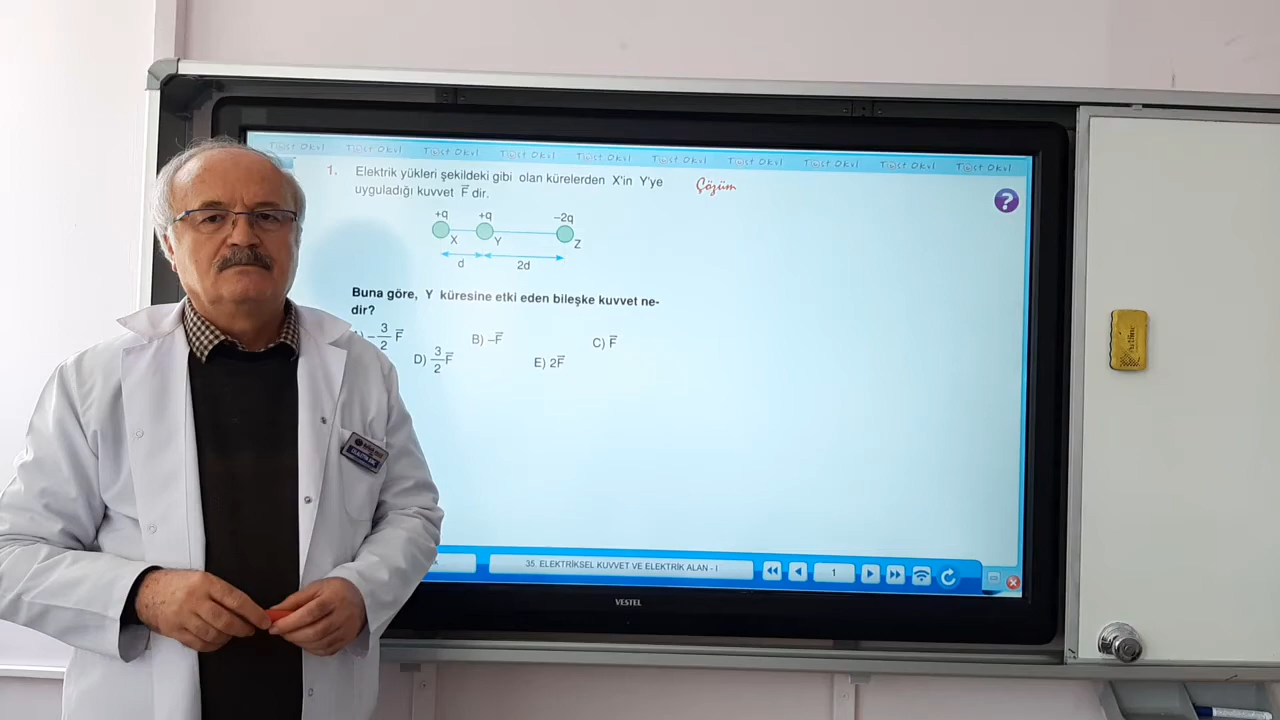 Test Okul Test Okul Test Okul Test Okul Test Okul Test Okul Test Okul Test Okul Test Okul Test Okul
1. Elektrik yükleri şekildeki gibi olan kürelerden X'in Y'ye
uyguladığı kuvvet F⃗ dir.
Çözüm
?
+q +q −2q
X Y Z
d 2d
Buna göre, Y küresine etki eden bileşke kuvvet ne-
dir?
) −3/2 F⃗ B) −F⃗ C) F⃗
D) 3/2 F⃗ E) 2F⃗
35. ELEKTRİKSEL KUVVET VE ELEKTRİK ALAN - I
1
VESTEL